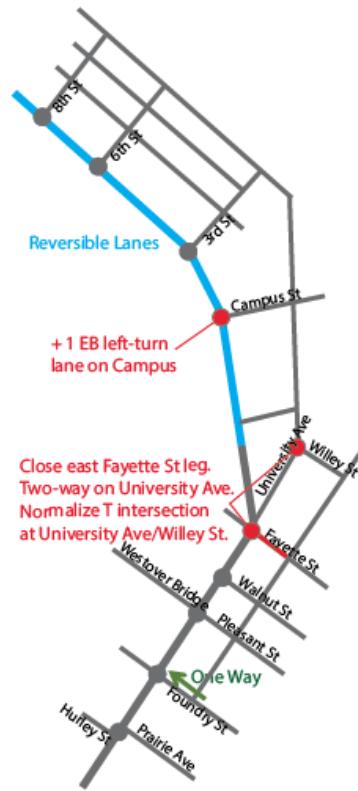 8th St
6th St
3rd St
Reversible Lanes
Campus St
+ 1 EB left-turn
lane on Campus
University Ave
Willey St
Close east Fayette St leg.
Two-way on University Ave.
Normalize T intersection
at University Ave/Willey St.
Fayette St
Westover Bridge
Walnut St
Pleasant St
One Way
Foundry St
Hurley St
Prairie Ave